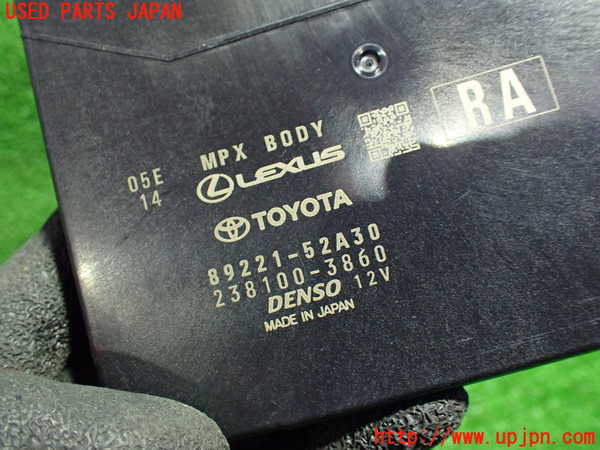 USED PARTS JAPAN
RA
MPX BODY
05E
14
LEXUS
TOYOTA
89221-52A30
238100-3860
DENSO 12V
MADE IN JAPAN
http://www.upjpn.com